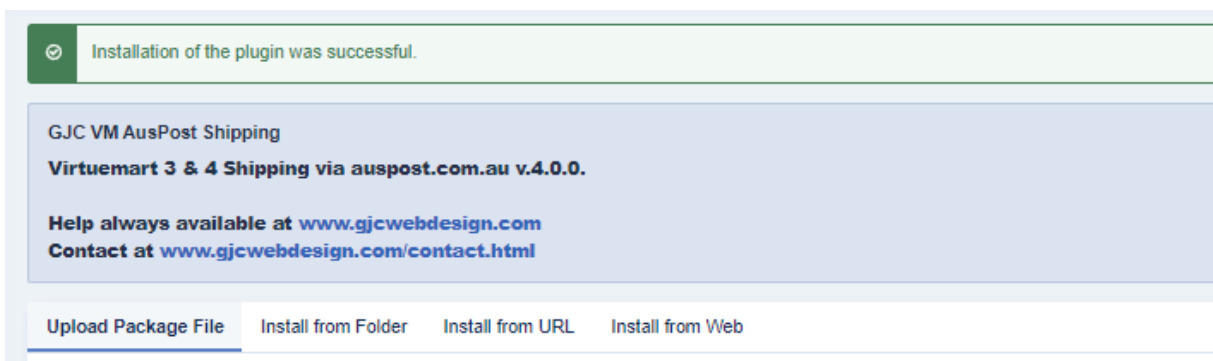 Installation of the plugin was successful.
GJC VM AusPost Shipping
Virtuemart 3 & 4 Shipping via auspost.com.au v.4.0.0.
Help always available at www.gjcwebdesign.com
Contact at www.gjcwebdesign.com/contact.html
Upload Package File Install from Folder Install from URL Install from Web